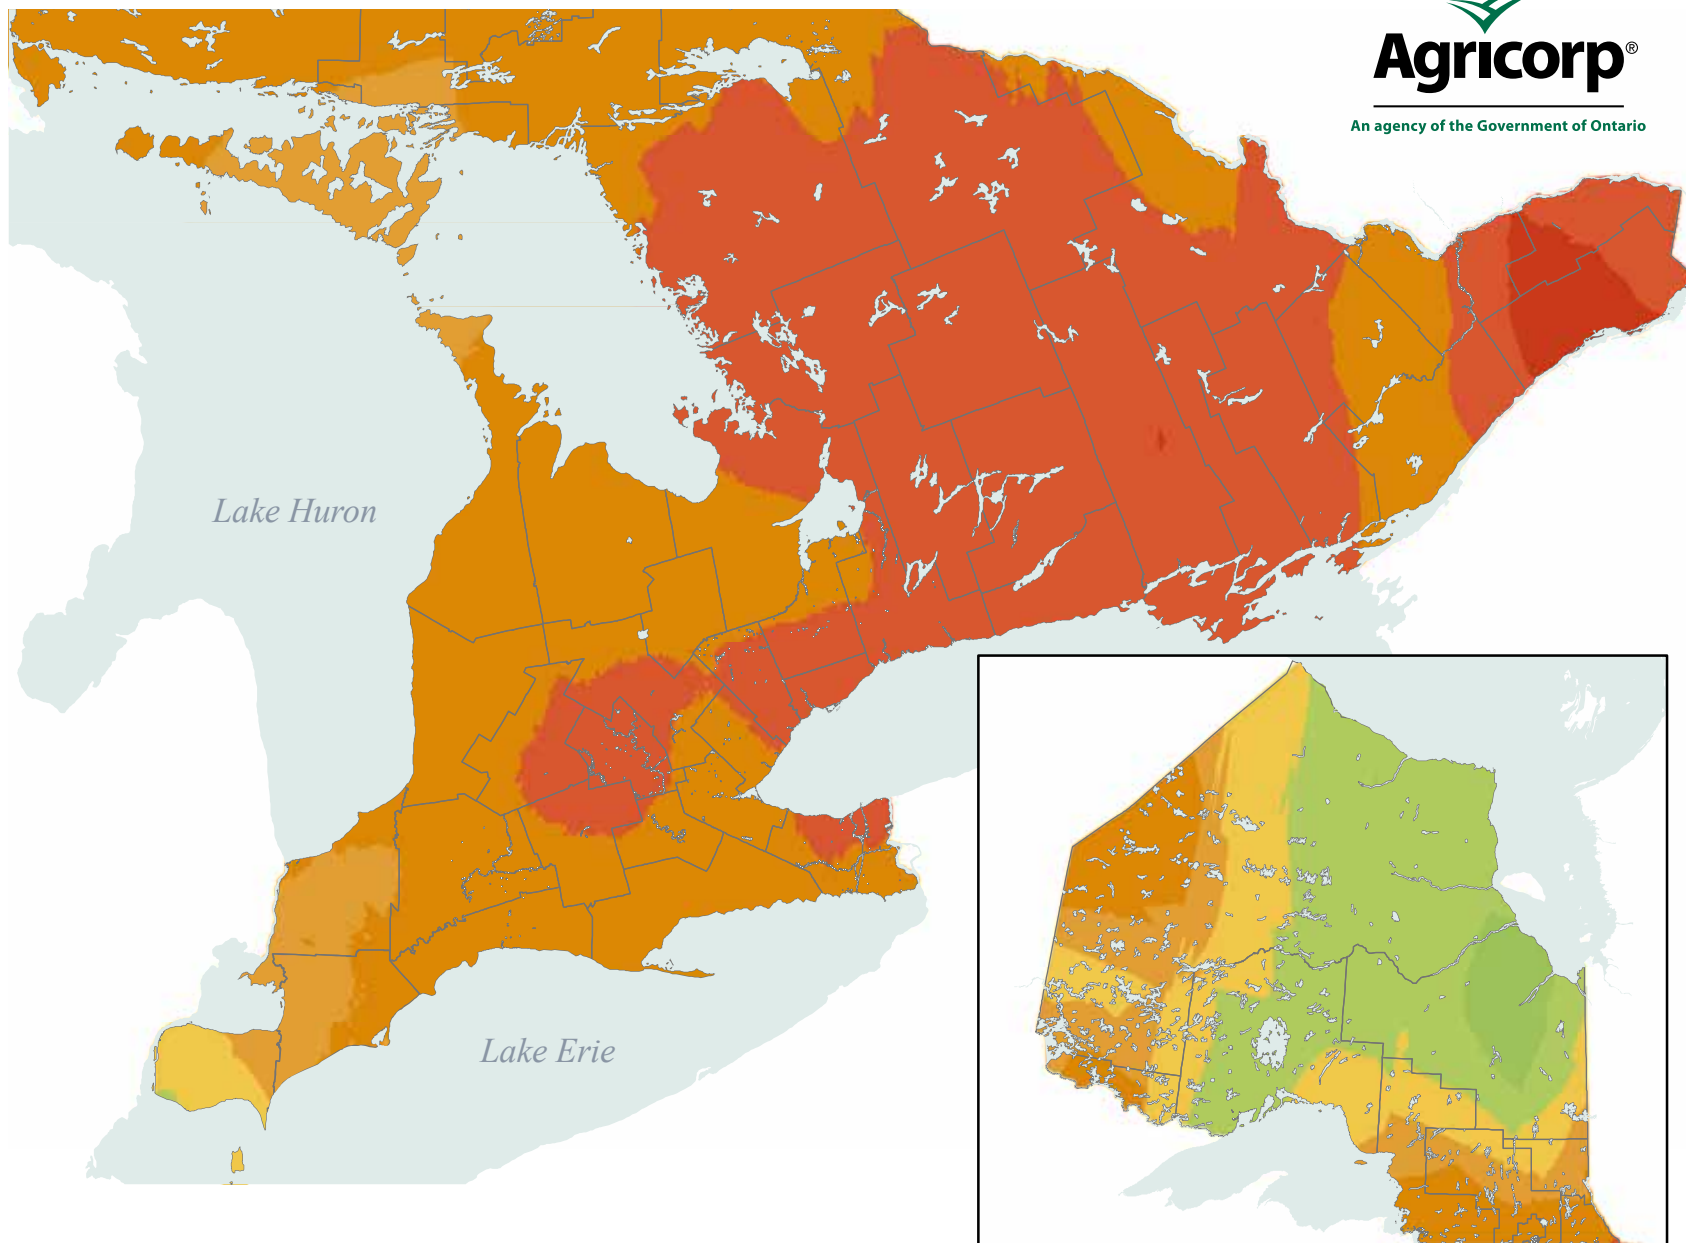 Agricorp®
An agency of the Government of Ontario
Lake Huron
Lake Erie